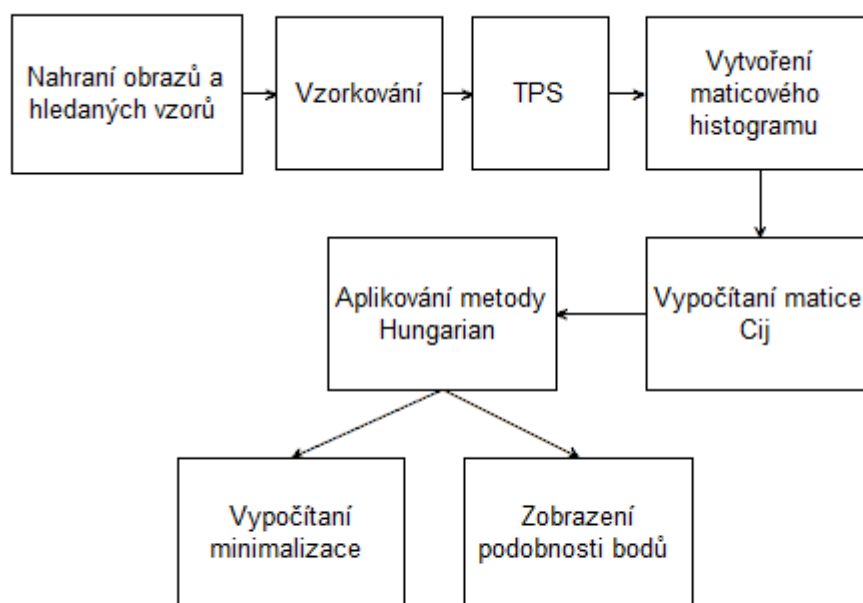 Nahraní obrazů a
hledaných vzorů
Vzorkování
TPS
Vytvoření
maticového
histogramu
Aplikování metody
Hungarian
Vypočítaní matice
Cij
Vypočítaní
minimalizace
Zobrazení
podobnosti bodů